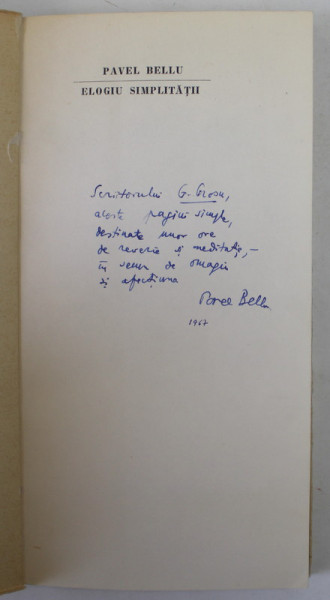 PAVEL BELLU
ELOGIU SIMPLITĂȚII
Scriitorului G. Grosu,
aceste pagini simple,
destinate unor ore
de reverie și meditație, —
în semn de omagiu
și afecțiune
Pavel Bellu
1967